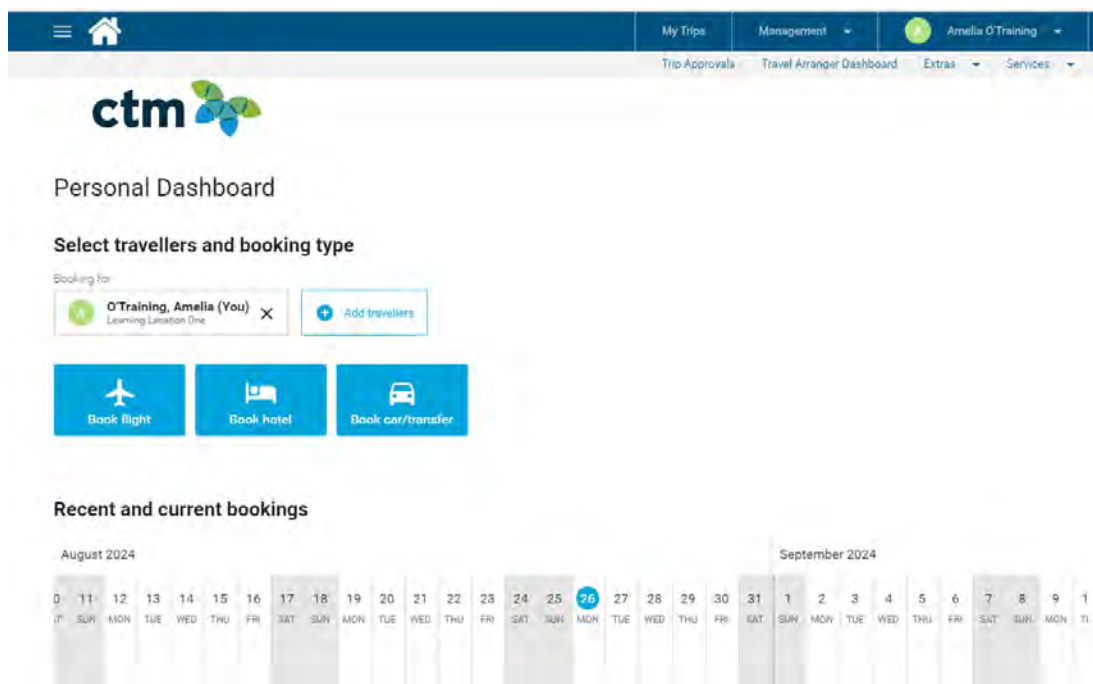 My Trips Management A Amelia O'Training
Trip Approvals Travel Arranger Dashboard Extras Services
ctm
Personal Dashboard
Select travellers and booking type
Booking for
A O'Training, Amelia (You)
Learning Location One
Add travellers
Book flight Book hotel Book car/transfer
Recent and current bookings
August 2024 September 2024
0 11 12 13 14 15 16 17 18 19 20 21 22 23 24 25 26 27 28 29 30 31 1 2 3 4 5 6 7 8 9 1
T SUN MON TUE WED THU FRI SAT SUN MON TUE WED THU FRI SAT SUN MON TUE WED THU FRI SAT SUN MON TUE WED THU FRI SAT SUN MON T